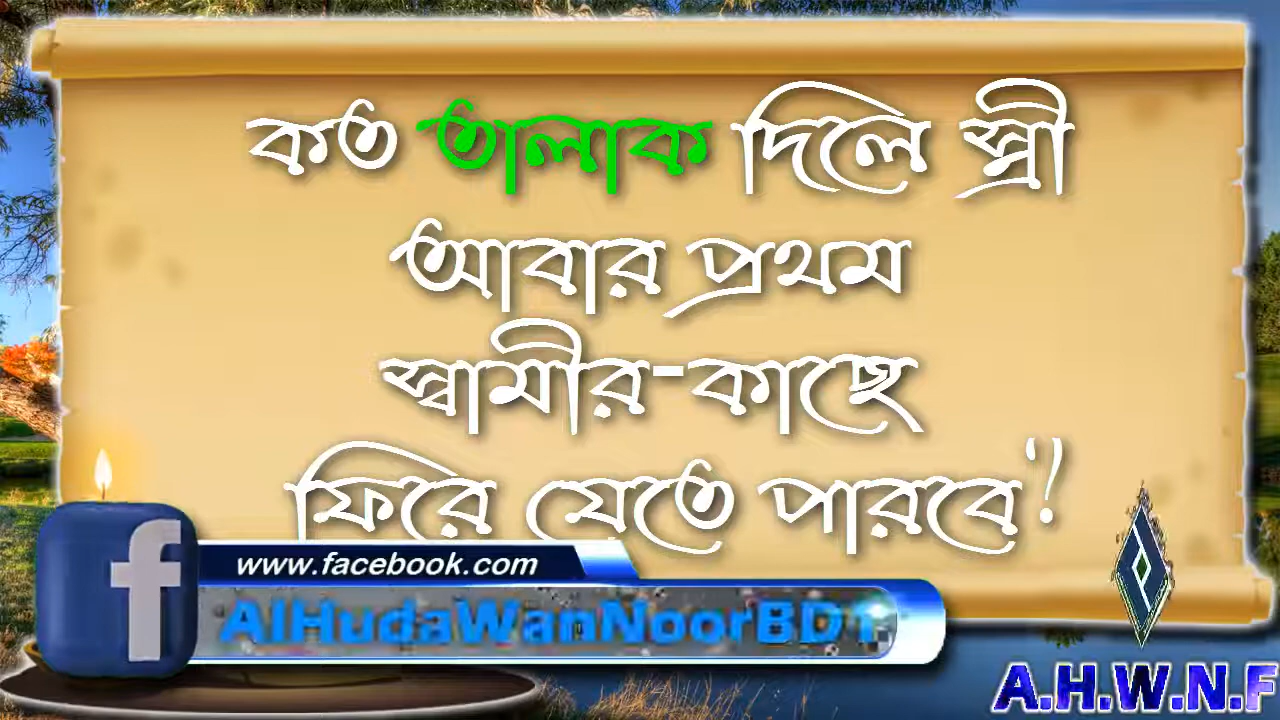 কত তালাক দিলে স্ত্রী
আবার প্রথম
স্বামীর-কাছে
ফিরে যেতে পারবে?
www.facebook.com
AlHudaWanNoorBD1
A.H.W.N.F